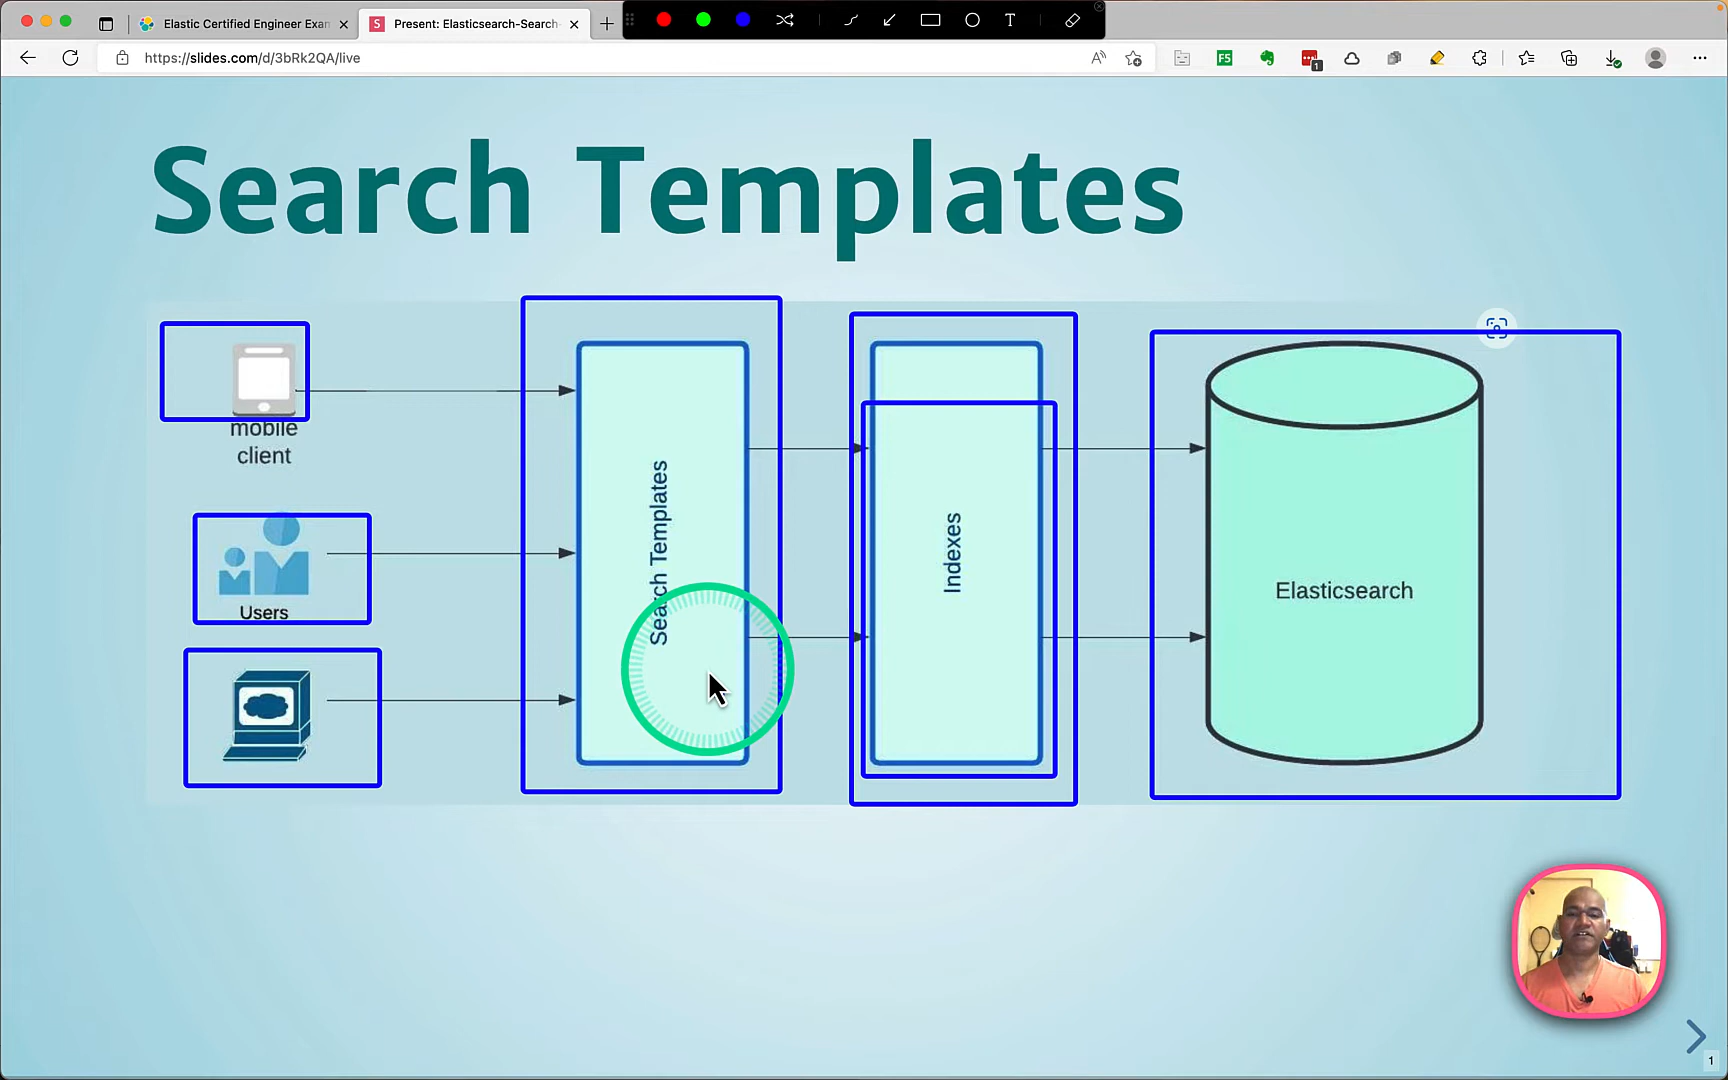 Elastic Certified Engineer Exan
Present: Elasticsearch-Search-
https://slides.com/d/3bRk2QA/live
Search Templates
mobile
client
Users
Search Templates
Indexes
Elasticsearch
1